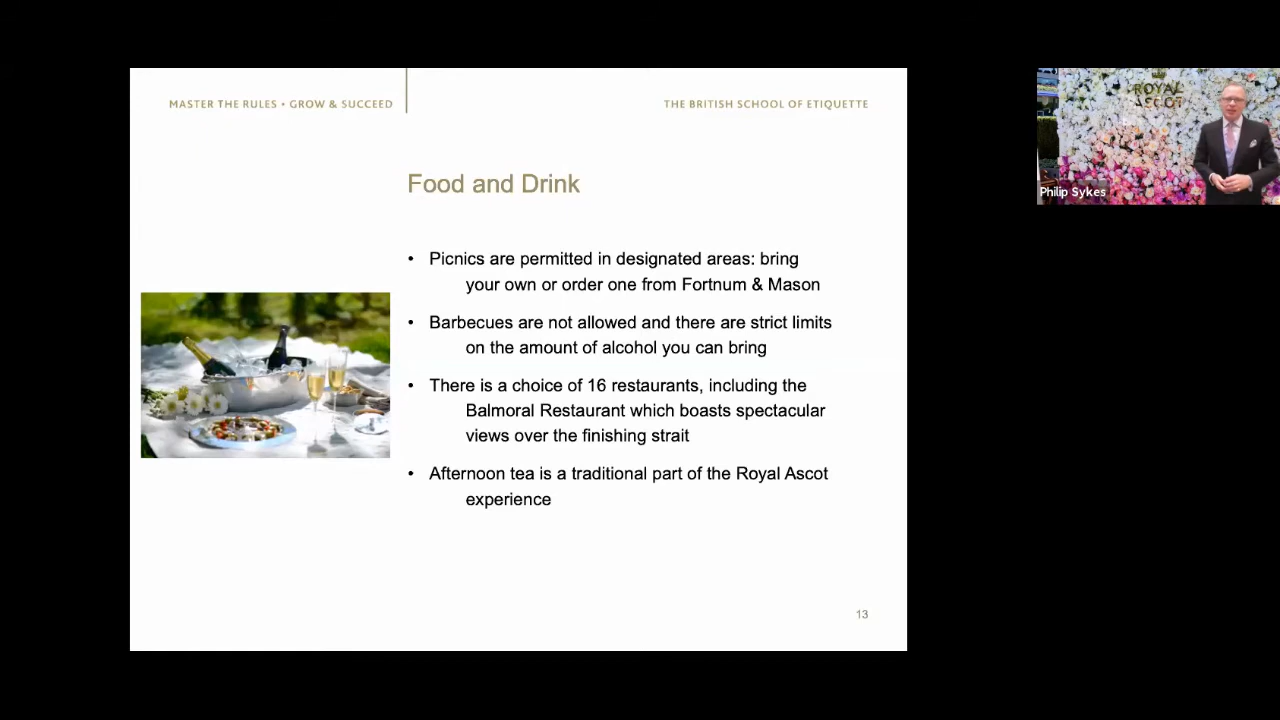 MASTER THE RULES • GROW & SUCCEED
THE BRITISH SCHOOL OF ETIQUETTE
ROYAL
ASCOT
Philip Sykes
Food and Drink
• Picnics are permitted in designated areas: bring
your own or order one from Fortnum & Mason
• Barbecues are not allowed and there are strict limits
on the amount of alcohol you can bring
• There is a choice of 16 restaurants, including the
Balmoral Restaurant which boasts spectacular
views over the finishing strait
• Afternoon tea is a traditional part of the Royal Ascot
experience
13